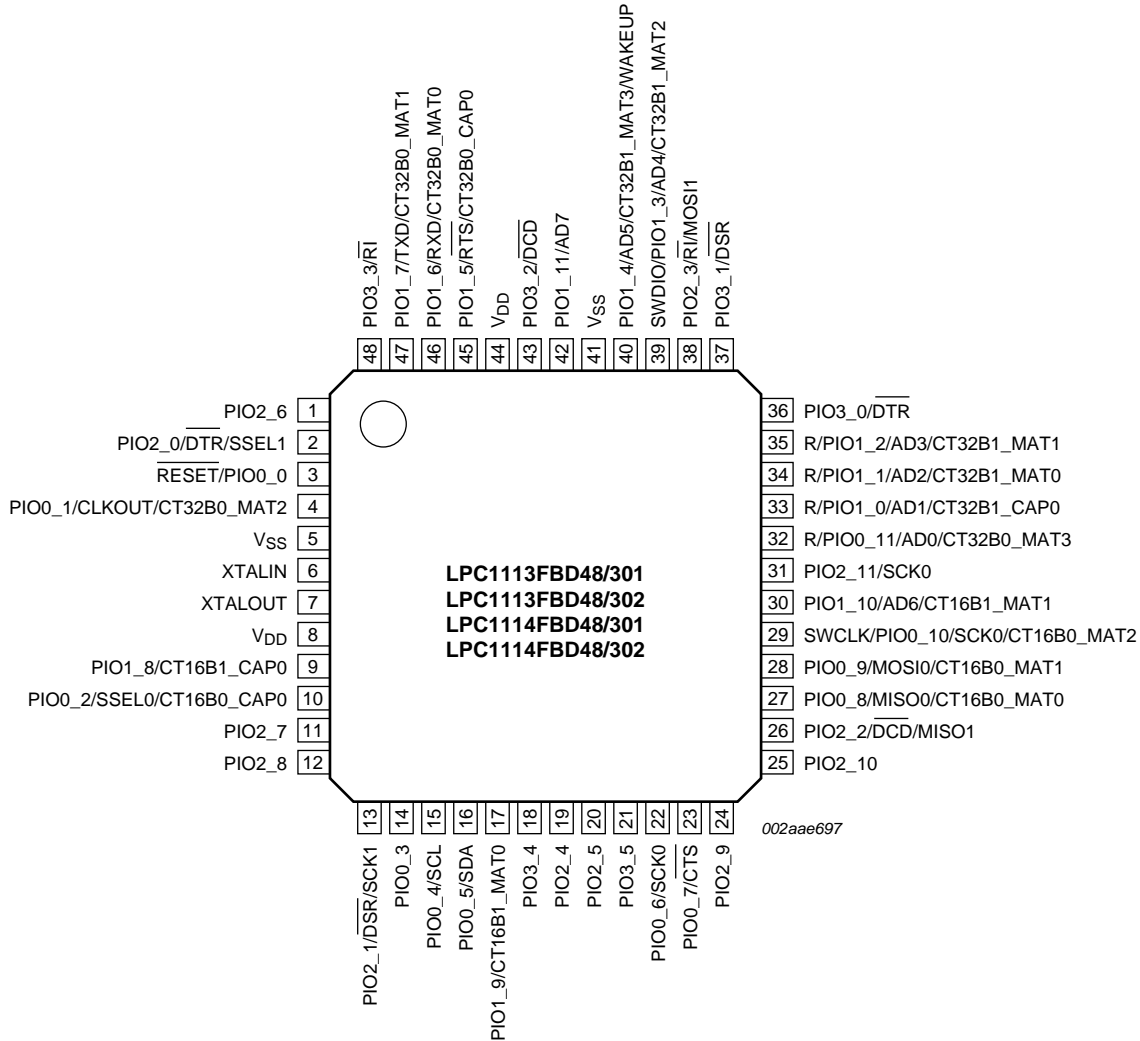 PIO3_3/RI
PIO1_7/TXD/CT32B0_MAT1
PIO1_6/RXD/CT32B0_MAT0
PIO1_5/RTS/CT32B0_CAP0
VDD
PIO3_2/DCD
PIO1_11/AD7
VSS
PIO1_4/AD5/CT32B1_MAT3/WAKEUP
SWDIO/PIO1_3/AD4/CT32B1_MAT2
PIO2_3/RI/MOSI1
PIO3_1/DSR
48
47
46
45
44
43
42
41
40
39
38
37
PIO2_6 1
PIO2_0/DTR/SSEL1 2
RESET/PIO0_0 3
PIO0_1/CLKOUT/CT32B0_MAT2 4
VSS 5
XTALIN 6
XTALOUT 7
VDD 8
PIO1_8/CT16B1_CAP0 9
PIO0_2/SSEL0/CT16B0_CAP0 10
PIO2_7 11
PIO2_8 12
LPC1113FBD48/301
LPC1113FBD48/302
LPC1114FBD48/301
LPC1114FBD48/302
36 PIO3_0/DTR
35 R/PIO1_2/AD3/CT32B1_MAT1
34 R/PIO1_1/AD2/CT32B1_MAT0
33 R/PIO1_0/AD1/CT32B1_CAP0
32 R/PIO0_11/AD0/CT32B0_MAT3
31 PIO2_11/SCK0
30 PIO1_10/AD6/CT16B1_MAT1
29 SWCLK/PIO0_10/SCK0/CT16B0_MAT2
28 PIO0_9/MOSI0/CT16B0_MAT1
27 PIO0_8/MISO0/CT16B0_MAT0
26 PIO2_2/DCD/MISO1
25 PIO2_10
13
14
15
16
17
18
19
20
21
22
23
24
PIO2_1/DSR/SCK1
PIO0_3
PIO0_4/SCL
PIO0_5/SDA
PIO1_9/CT16B1_MAT0
PIO3_4
PIO2_4
PIO2_5
PIO3_5
PIO0_6/SCK0
PIO0_7/CTS
PIO2_9
002aae697